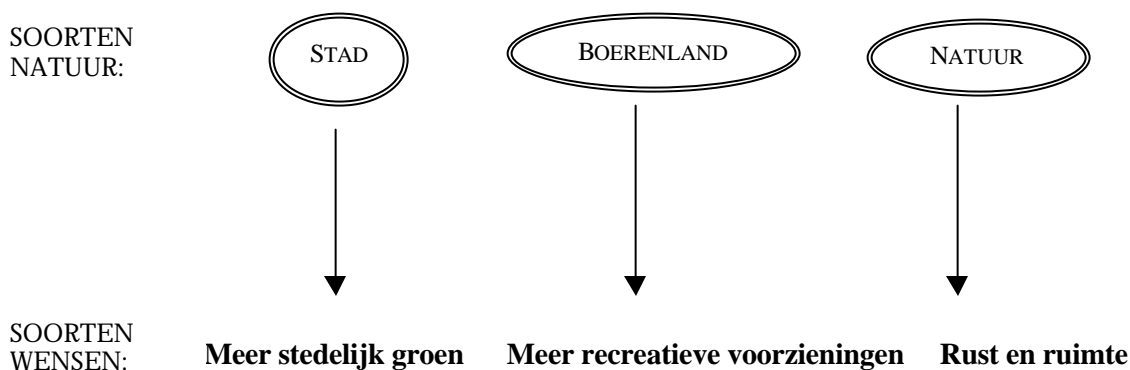 SOORTEN
NATUUR:
STAD
BOERENLAND
NATUUR
SOORTEN
WENSEN:
Meer stedelijk groen
Meer recreatieve voorzieningen
Rust en ruimte